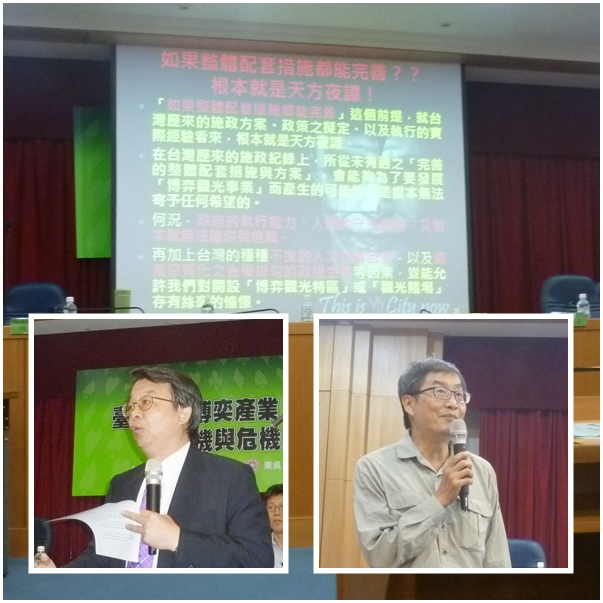 如果整體配套措施都能完善？？
根本就是天方夜譚！
「如果整體配套措施都能完善」這個前提，就台
灣歷來的施政方案、政策之擬定、以及執行的實
際經驗看來，根本就是天方夜譚。
在台灣歷來的施政紀錄上，所從未有過之「完善
的整體配套措施與方案」，會能夠為了要發展
「博弈觀光事業」而產生的可能性是根本無法
寄予任何希望的。
何況，政府的執行能力、
再加上台灣的種種不良的人文 以及
等因素，豈能允
許我們對開設「博弈觀光特區」或「觀光賭場」
存有絲毫的憧憬。
This is City now
臺 博奕產業
機與危機
東吳